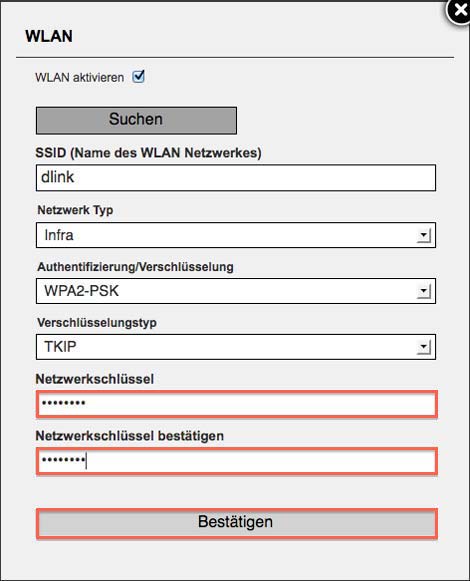 WLAN
WLAN aktivieren
Suchen
SSID (Name des WLAN Netzwerkes)
dlink
Netzwerk Typ
Infra
Authentifizierung/Verschlüsselung
WPA2-PSK
Verschlüsselungstyp
TKIP
Netzwerkschlüssel
••••••••
Netzwerkschlüssel bestätigen
••••••••
Bestätigen